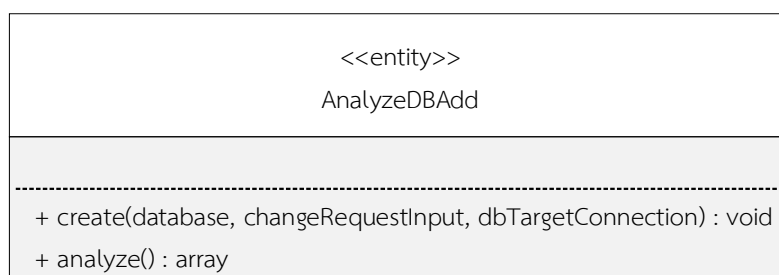 <<entity>>
AnalyzeDBAdd
+ create(database, changeRequestInput, dbTargetConnection) : void
+ analyze() : array